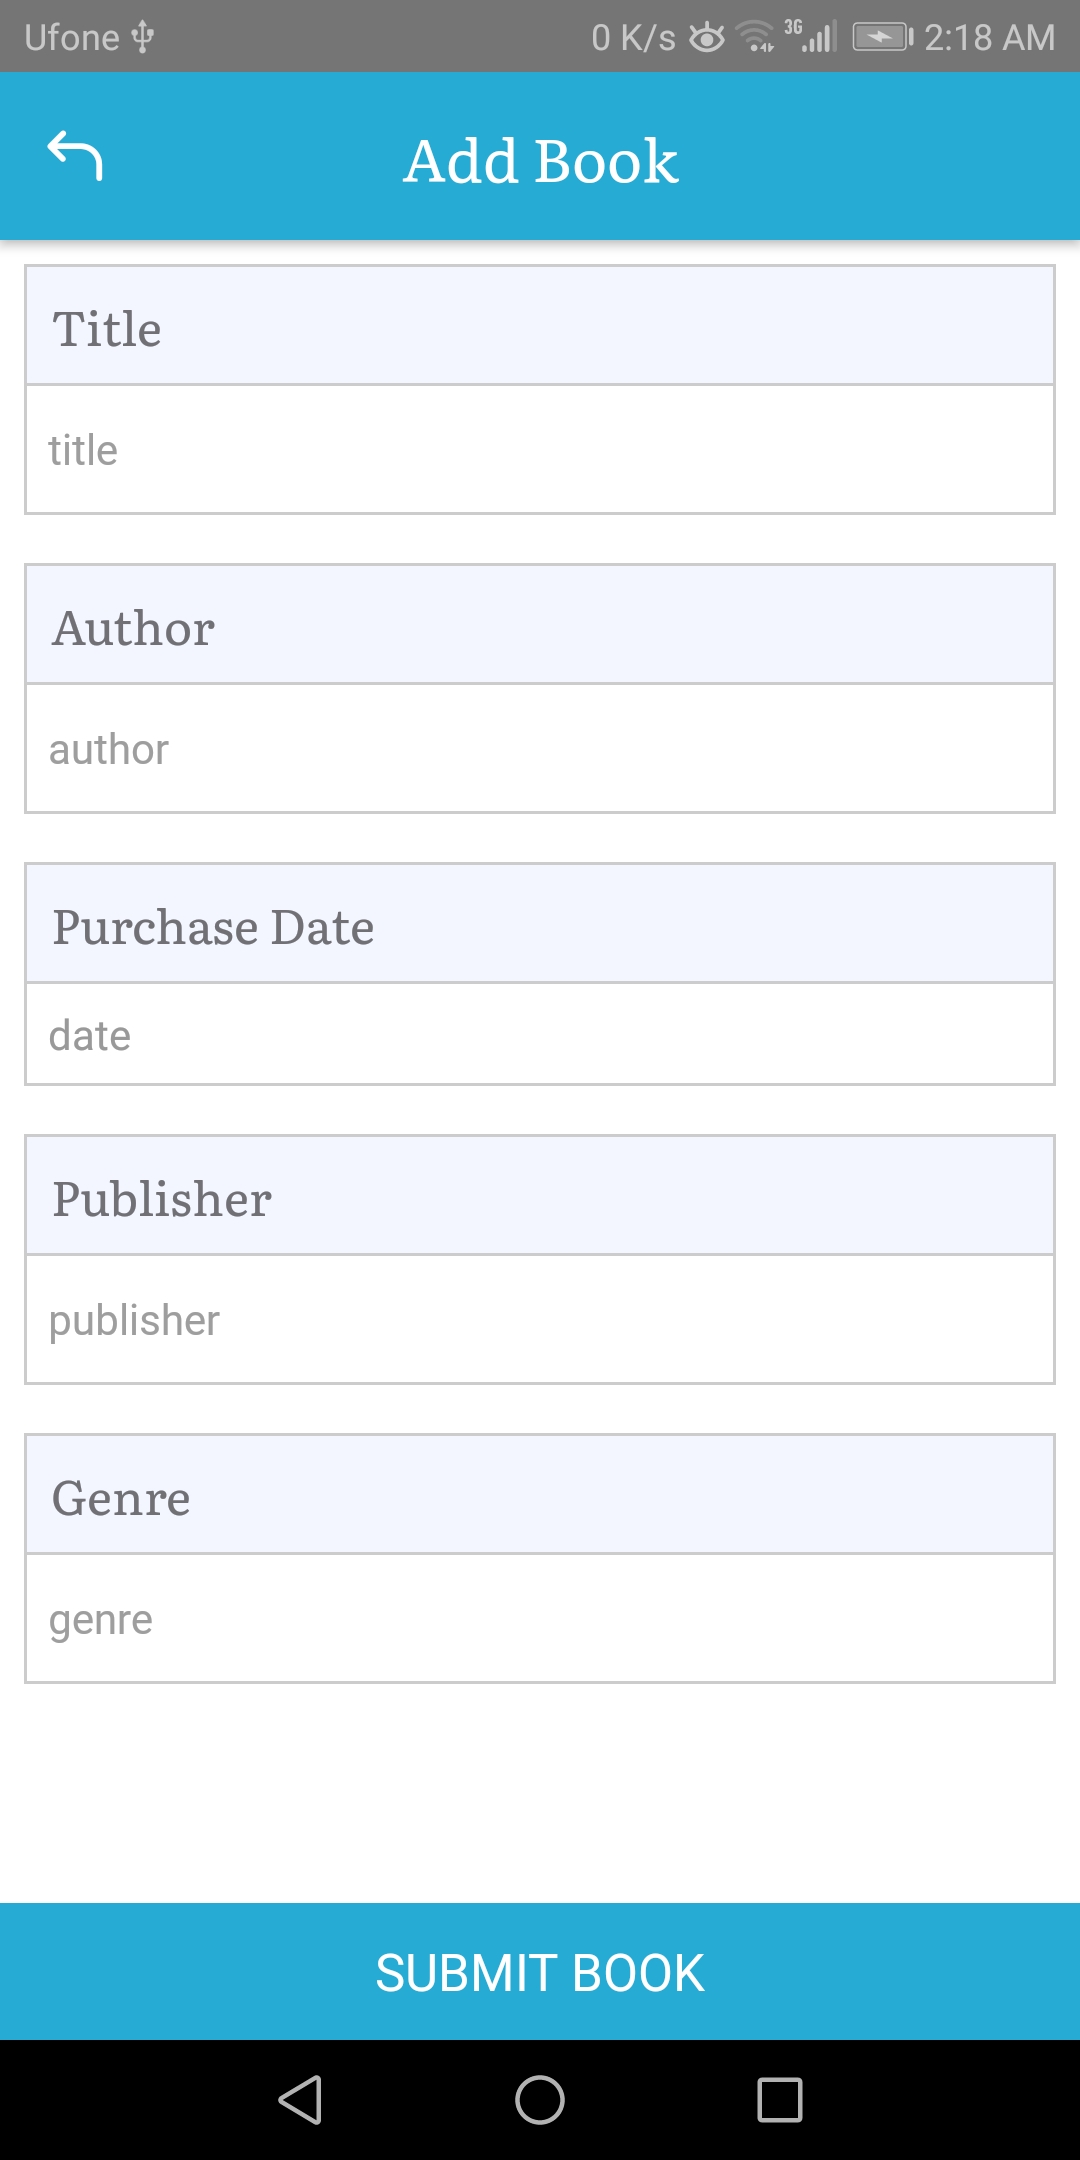 Ufone 0 K/s 3G 2:18 AM
Add Book
Title
title
Author
author
Purchase Date
date
Publisher
publisher
Genre
genre
SUBMIT BOOK